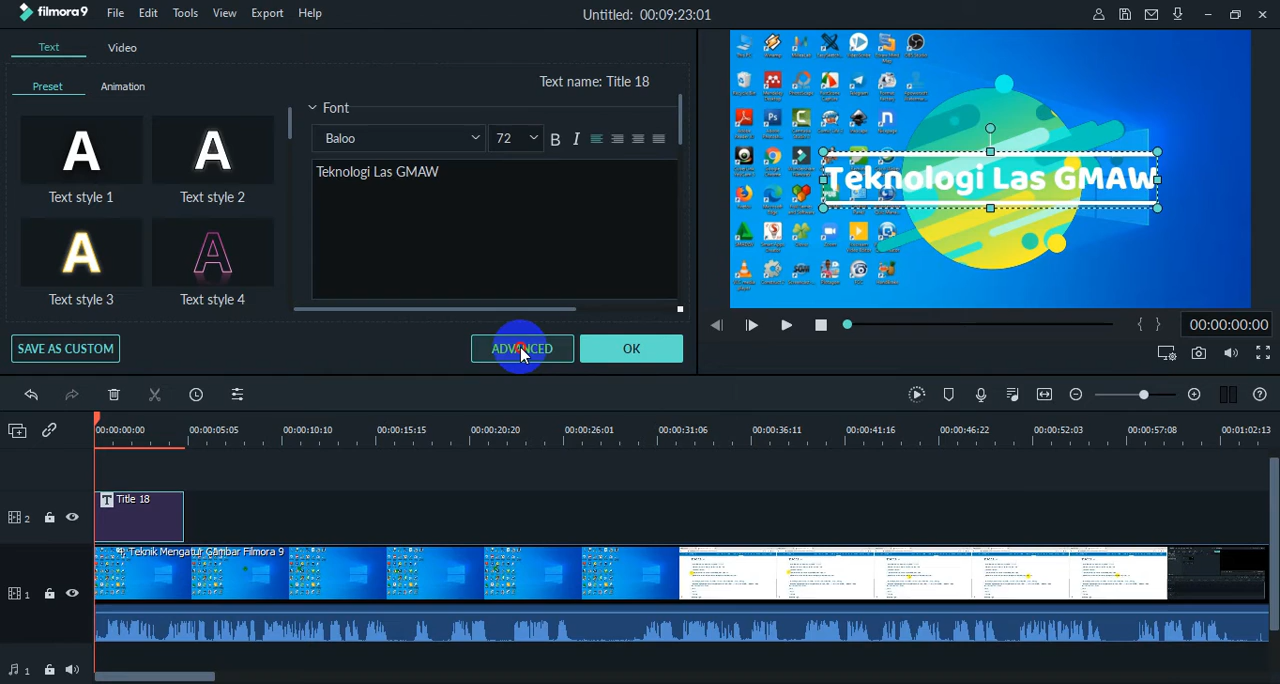 filmora9 File Edit Tools View Export Help Untitled: 00:09:23:01
Text Video
Preset Animation Text name: Title 18
Font
Baloo 72 B I
Teknologi Las GMAW
A A
Text style 1 Text style 2
A A
Text style 3 Text style 4
SAVE AS CUSTOM ADVANCED OK
Teknologi Las GMAW
00:00:00:00
00:00:00:00 00:00:05:05 00:00:10:10 00:00:15:15 00:00:20:20 00:00:26:01 00:00:31:06 00:00:36:11 00:00:41:16 00:00:46:22 00:00:52:03 00:00:57:08 00:01:02:13
T Title 18
2
Teknik Mengatur Gambar Filmora 9
1
1